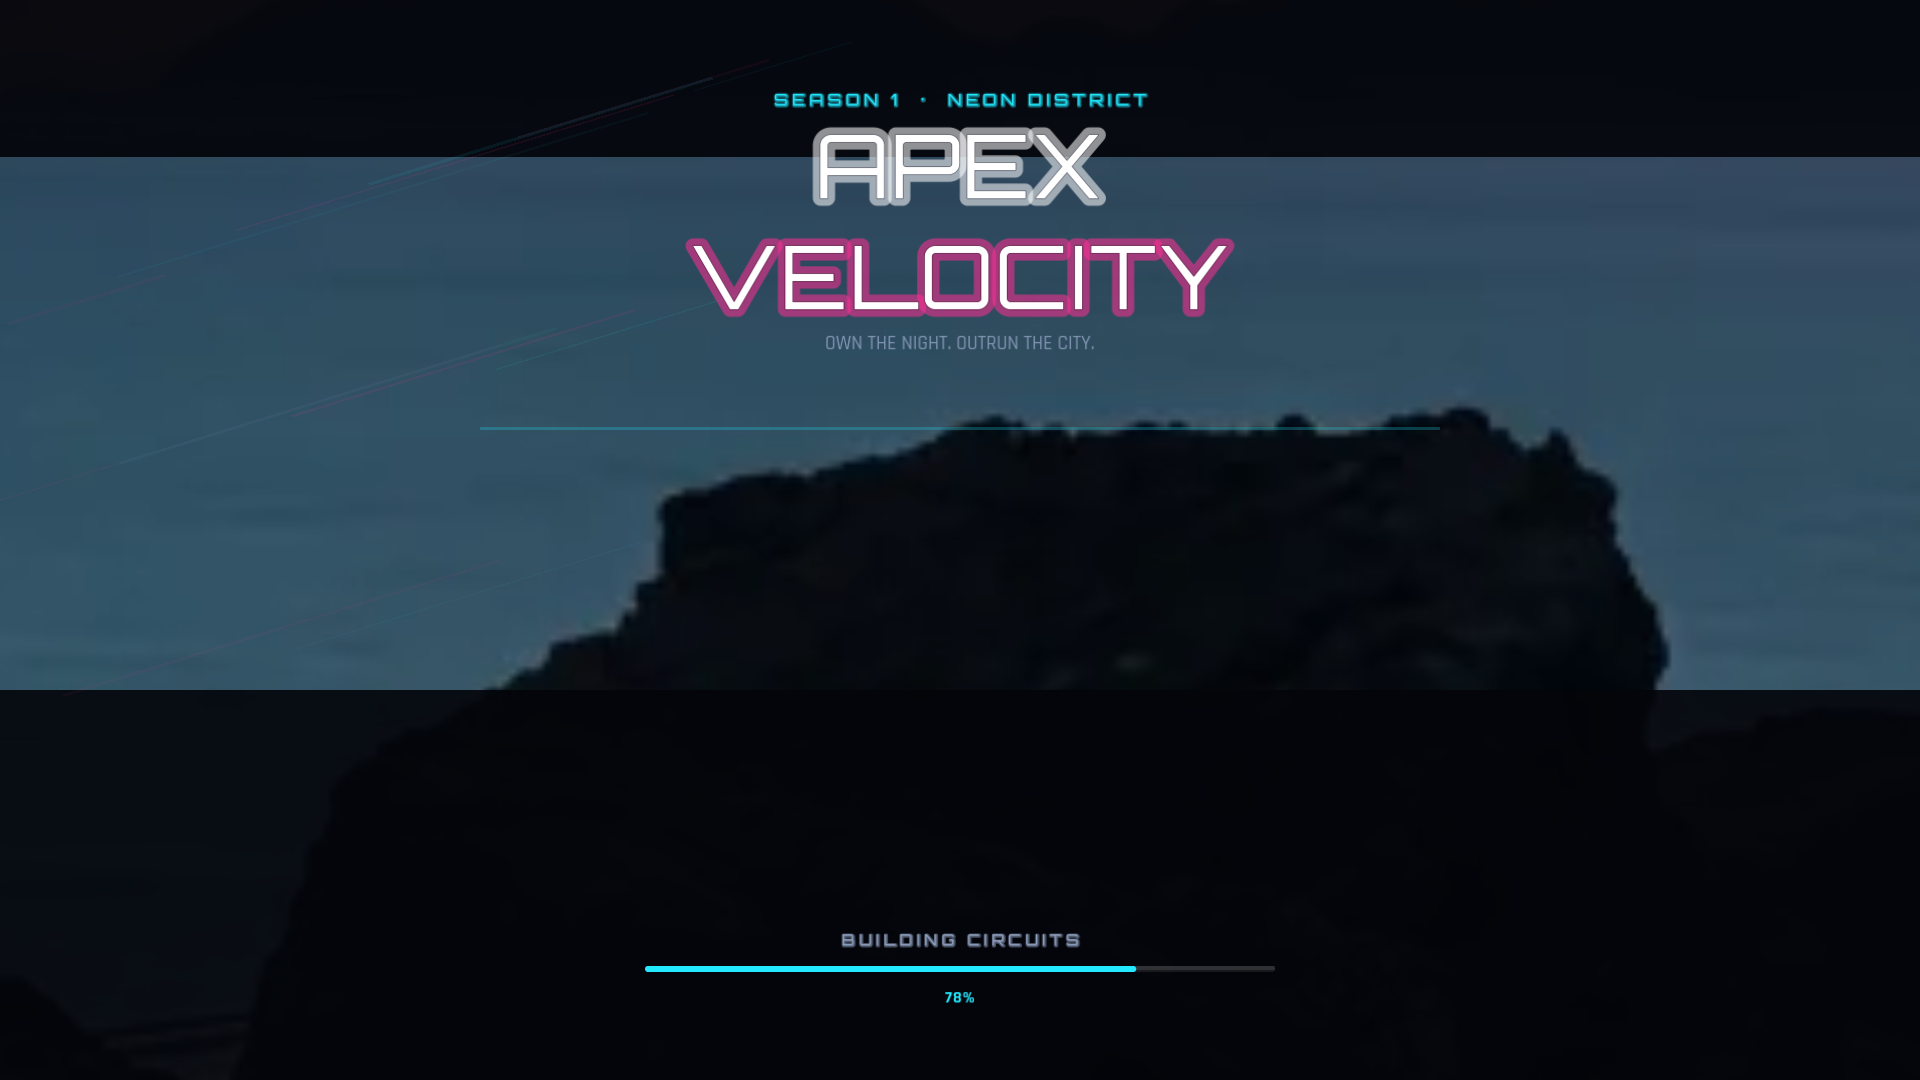 SEASON 1 · NEON DISTRICT
APEX
VELOCITY
OWN THE NIGHT. OUTRUN THE CITY.
BUILDING CIRCUITS
78%